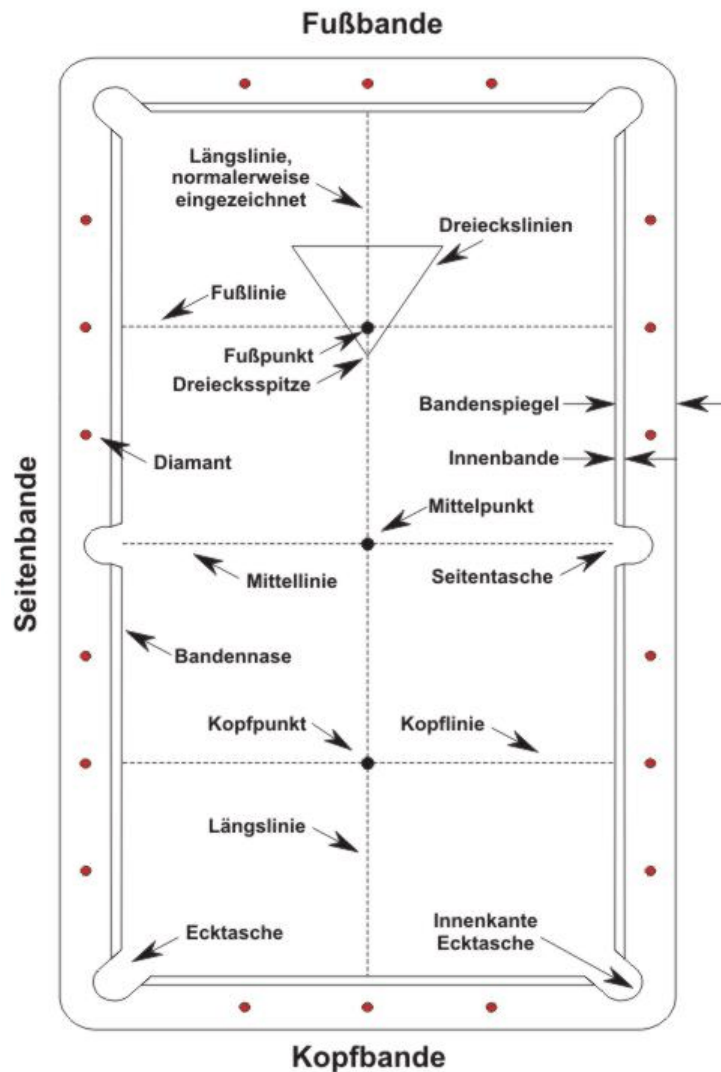 Fußbande
Längslinie,
normalerweise
eingezeichnet
Dreieckslinien
Fußlinie
Fußpunkt
Dreiecksspitze
Bandenspiegel
Diamant
Innenbande
Mittelpunkt
Mittellinie
Seitentasche
Seitenbande
Bandennase
Kopfpunkt
Kopflinie
Längslinie
Ecktasche
Innenkante
Ecktasche
Kopfbande